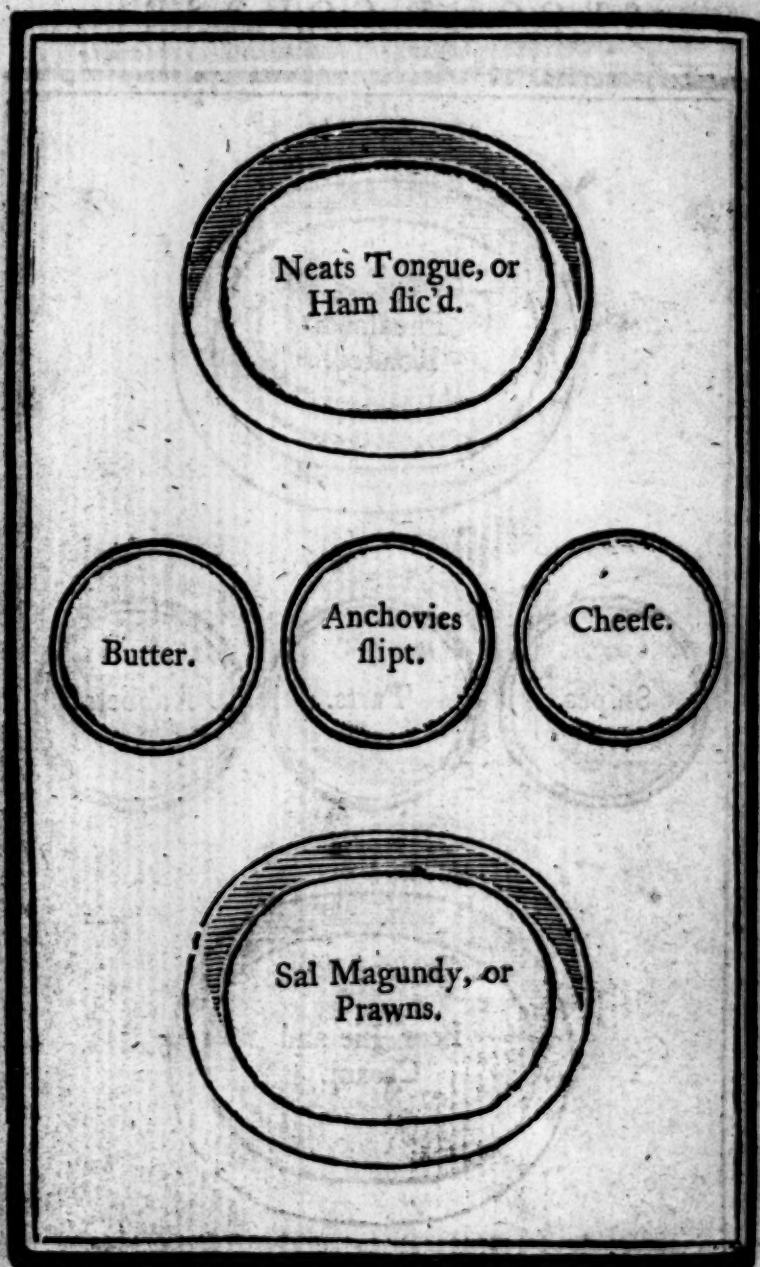 Neats Tongue, or
Ham ſlic'd.
Butter.
Anchovies
ſlipt.
Cheeſe.
Sal Magundy, or
Prawns.